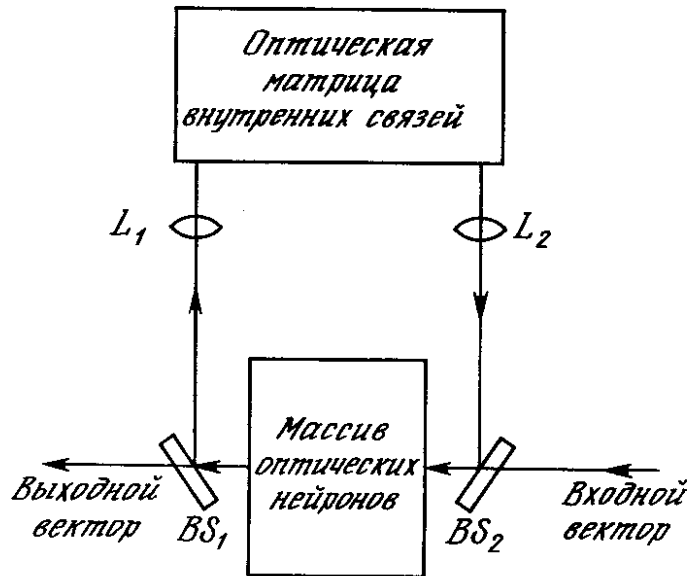 Оптическая
матрица
внутренних связей
L₁
L₂
Массив
оптических
нейронов
Выходной
вектор
BS₁
BS₂
Входной
вектор